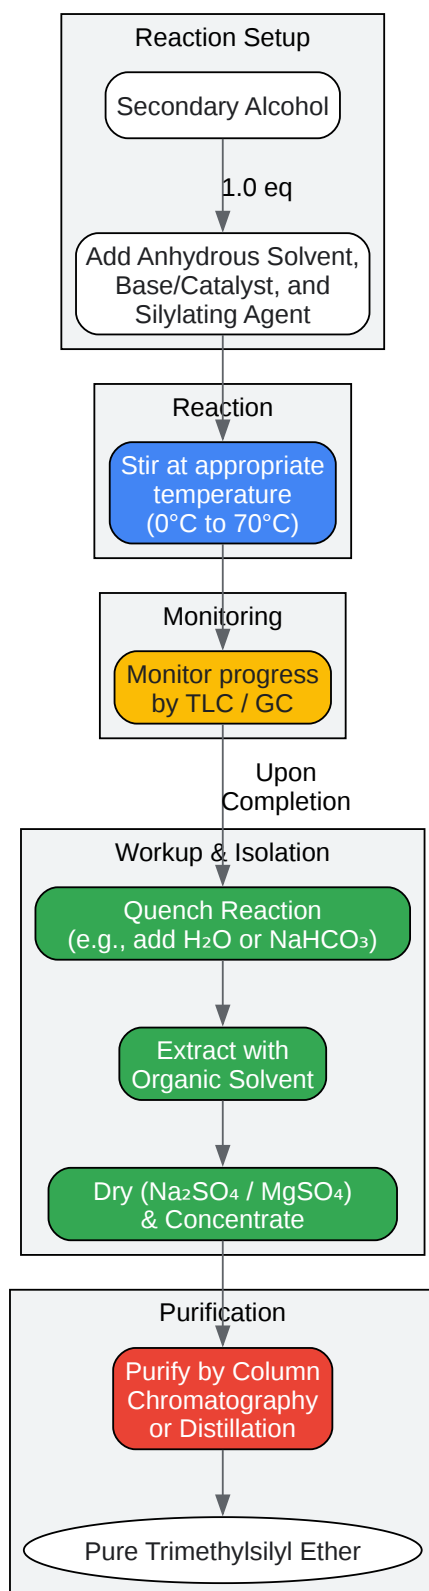 Reaction Setup
Secondary Alcohol
1.0 eq
Add Anhydrous Solvent,
Base/Catalyst, and
Silylating Agent
Reaction
Stir at appropriate
temperature
(0°C to 70°C)
Monitoring
Monitor progress
by TLC / GC
Upon
Completion
Workup & Isolation
Quench Reaction
(e.g., add H₂O or NaHCO₃)
Extract with
Organic Solvent
Dry (Na₂SO₄ / MgSO₄)
& Concentrate
Purification
Purify by Column
Chromatography
or Distillation
Pure Trimethylsilyl Ether